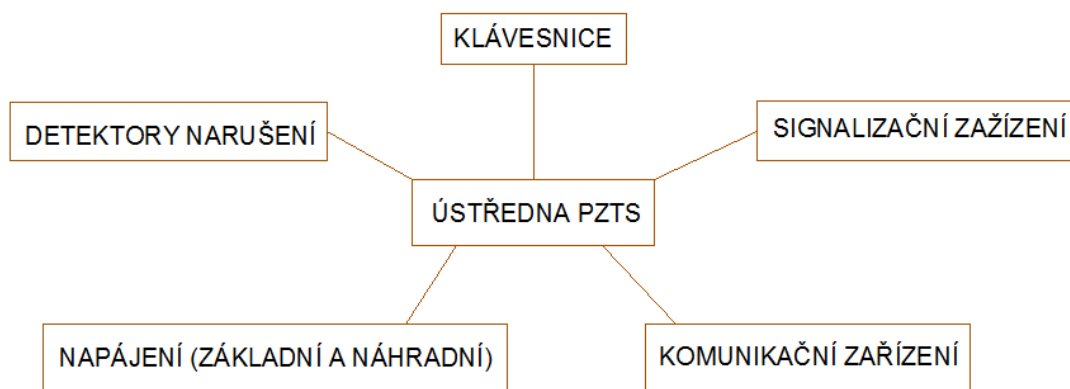 KLÁVESNICE
DETEKTORY NARUŠENÍ
SIGNALIZAČNÍ ZAŽÍZENÍ
ÚSTŘEDNA PZTS
NAPÁJENÍ (ZÁKLADNÍ A NÁHRADNÍ)
KOMUNIKAČNÍ ZAŘÍZENÍ